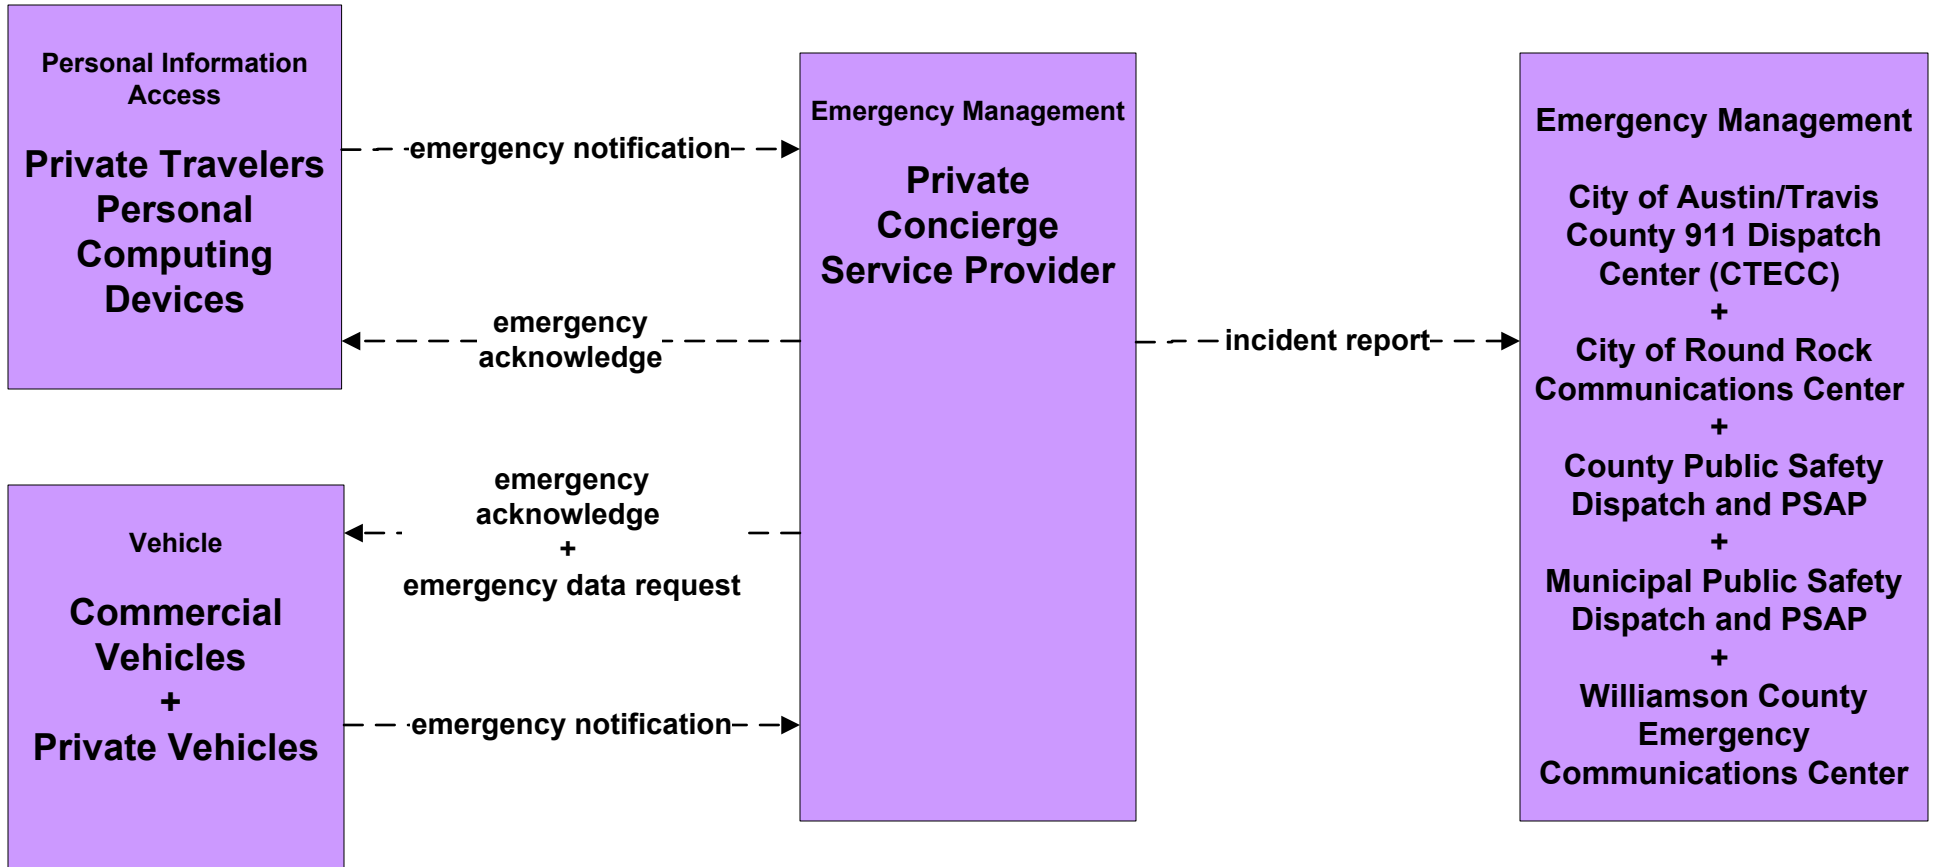 Personal Information
Access
Private Travelers
Personal
Computing
Devices
emergency notification
emergency
acknowledge
Vehicle
Commercial
Vehicles
+
Private Vehicles
emergency
acknowledge
+
emergency data request
emergency notification
Emergency Management
Private
Concierge
Service Provider
incident report
Emergency Management
City of Austin/Travis
County 911 Dispatch
Center (CTECC)
+
City of Round Rock
Communications Center
+
County Public Safety
Dispatch and PSAP
+
Municipal Public Safety
Dispatch and PSAP
+
Williamson County
Emergency
Communications Center